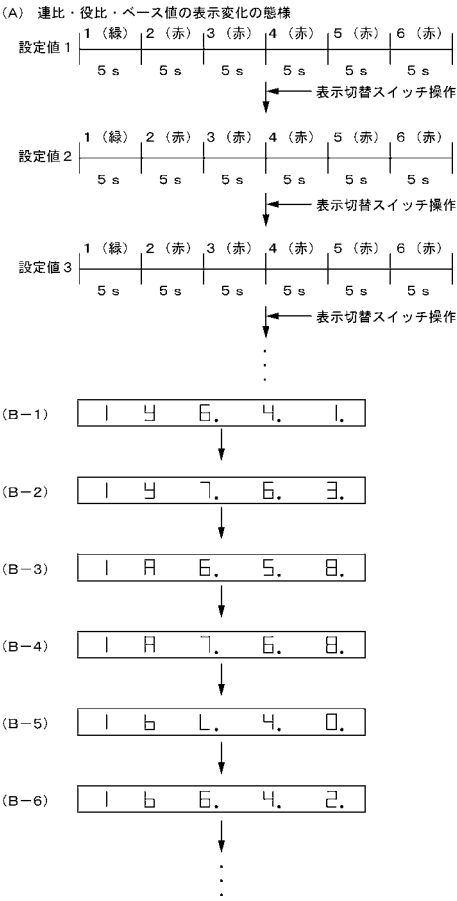 (A) 連比・役比・ベース値の表示変化の態様
設定値1
1 (緑) 2 (赤) 3 (赤) 4 (赤) 5 (赤) 6 (赤)
5 s 5 s 5 s 5 s 5 s 5 s
表示切替スイッチ操作
設定値2
1 (緑) 2 (赤) 3 (赤) 4 (赤) 5 (赤) 6 (赤)
5 s 5 s 5 s 5 s 5 s 5 s
表示切替スイッチ操作
設定値3
1 (緑) 2 (赤) 3 (赤) 4 (赤) 5 (赤) 6 (赤)
5 s 5 s 5 s 5 s 5 s 5 s
表示切替スイッチ操作
(B-1) 1 y 6. 4. 1.
(B-2) 1 y 7. 6. 3.
(B-3) 1 A 6. 5. 8.
(B-4) 1 A 7. 6. 8.
(B-5) 1 b L. 4. 0.
(B-6) 1 b 6. 4. 2.